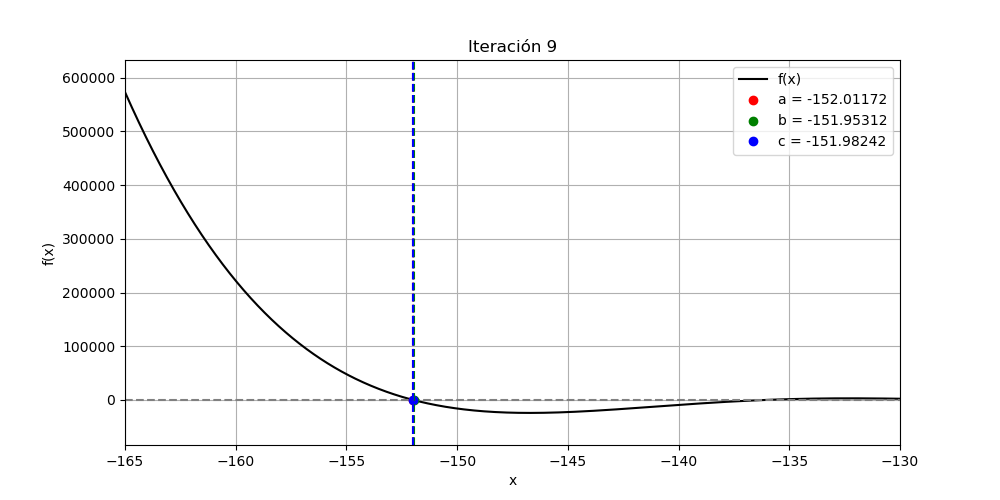 Iteración 9
f(x)
a = -152.01172
b = -151.95312
c = -151.98242
600000
500000
400000
300000
200000
100000
0
f(x)
−165
−160
−155
−150
−145
−140
−135
−130
x